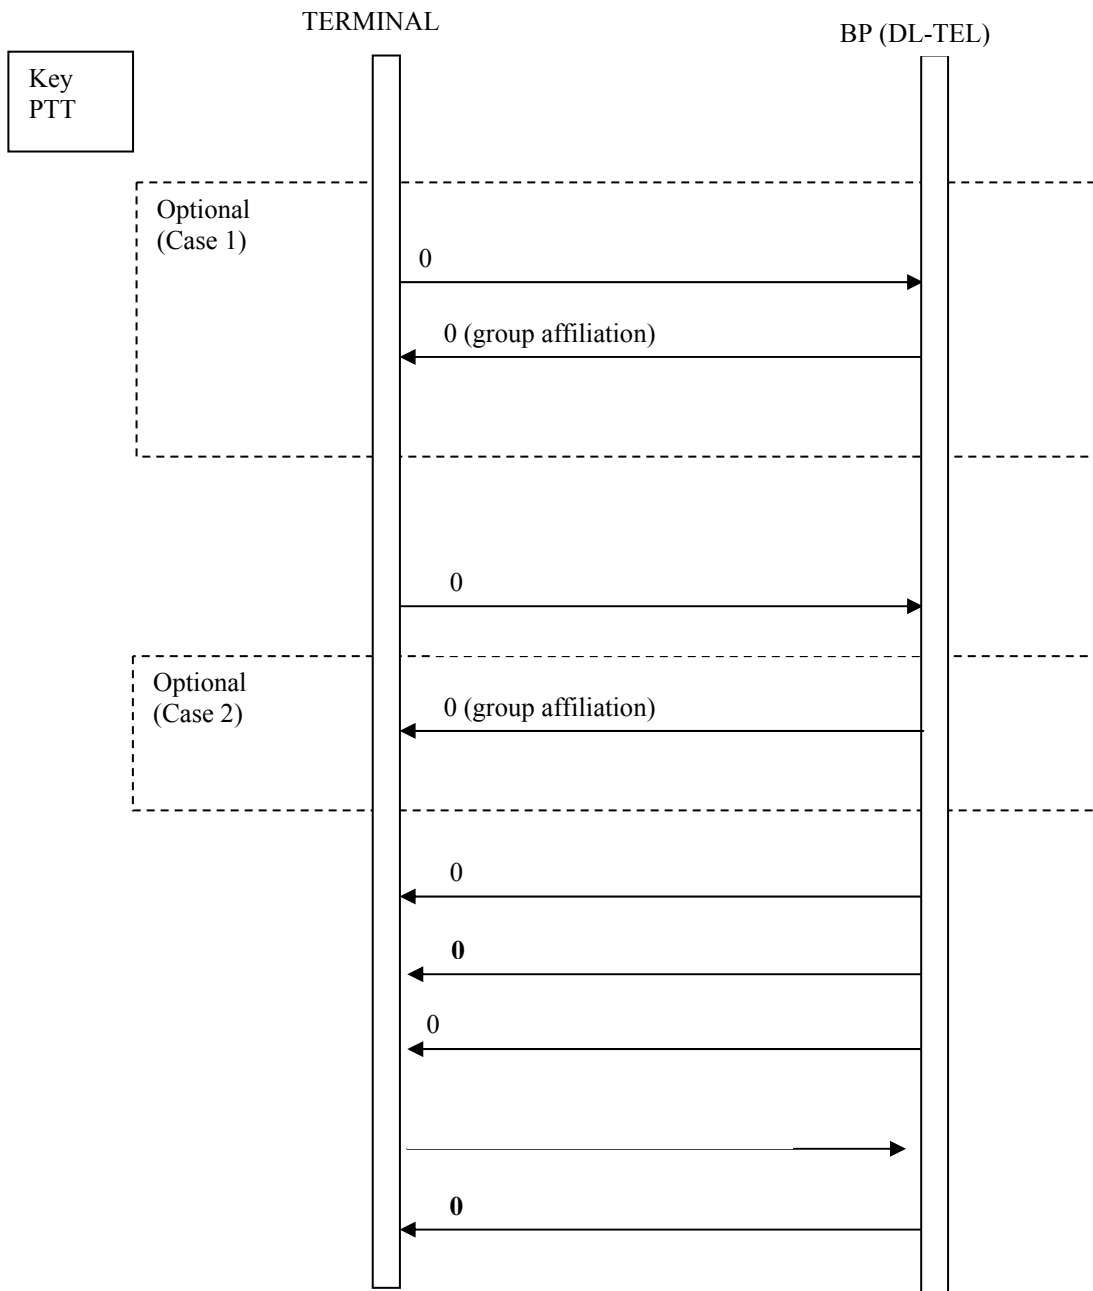 TERMINAL
BP (DL-TEL)
Key
PTT
Optional
(Case 1)
0
0 (group affiliation)
0
Optional
(Case 2)
0 (group affiliation)
0
0
0
0